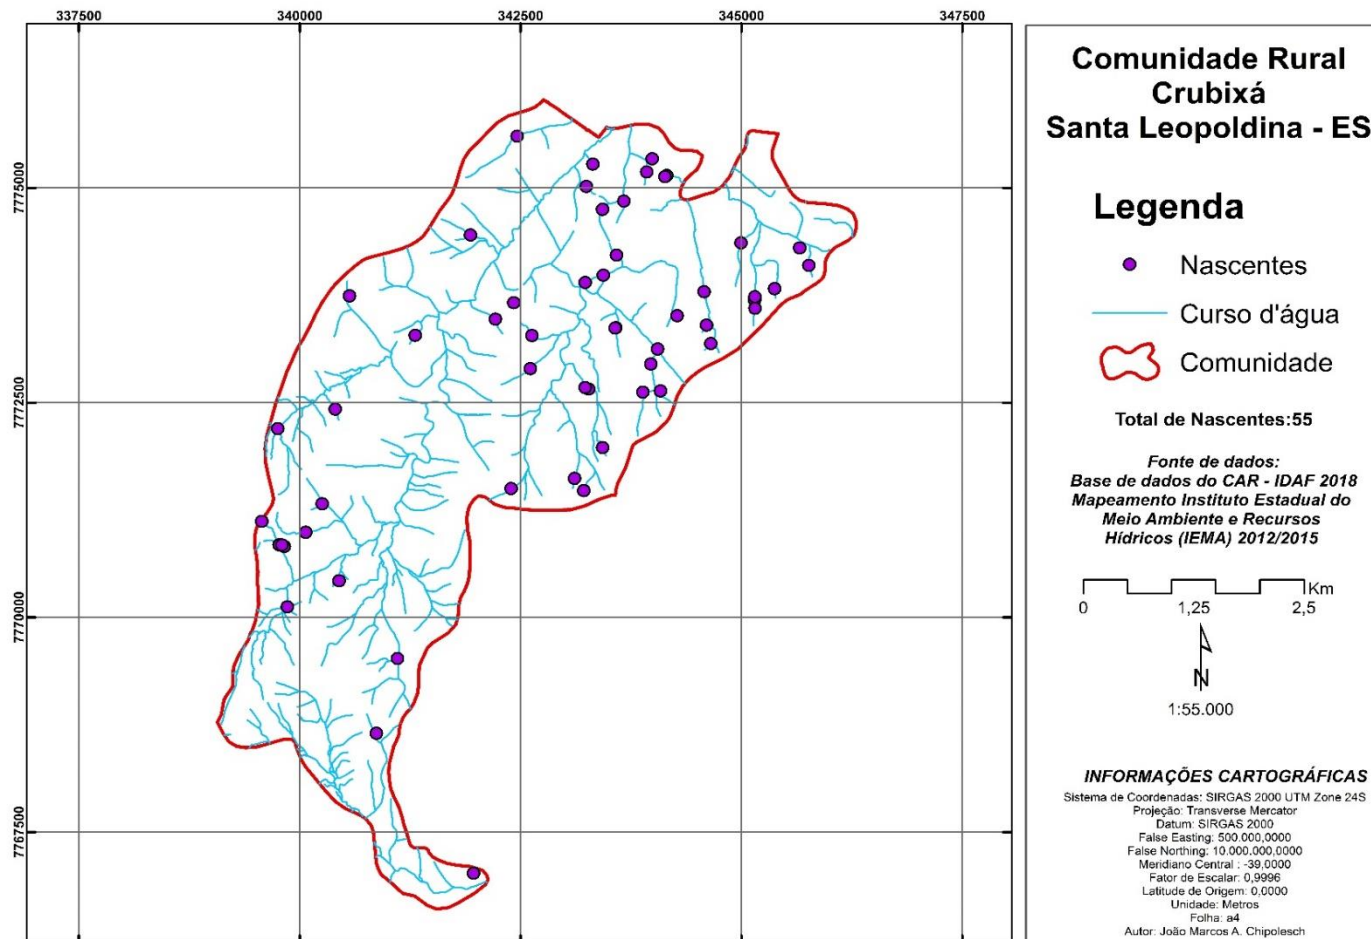 337500
340000
342500
345000
347500
7775000
7772500
7770000
7767500
Comunidade Rural
Crubixá
Santa Leopoldina - ES
Legenda
Nascentes
Curso d'água
Comunidade
Total de Nascentes:55
Fonte de dados:
Base de dados do CAR - IDAF 2018
Mapeamento Instituto Estadual do
Meio Ambiente e Recursos
Hídricos (IEMA) 2012/2015
Km
0 1,25 2,5
N
1:55.000
INFORMAÇÕES CARTOGRÁFICAS
Sistema de Coordenadas: SIRGAS 2000 UTM Zone 24S
Projeção: Transverse Mercator
Datum: SIRGAS 2000
False Easting: 500.000,0000
False Northing: 10.000.000,0000
Meridiano Central : -39,0000
Fator de Escalar: 0,9996
Latitude de Origem: 0,0000
Unidade: Metros
Folha: a4
Autor: João Marcos A. Chipolesch